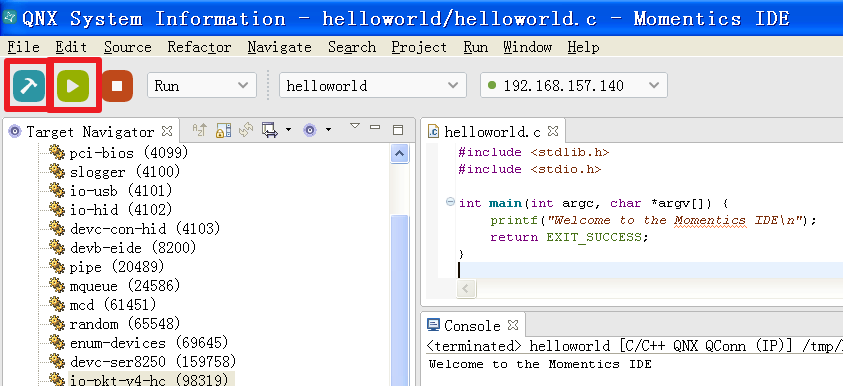 QNX System Information - helloworld/helloworld.c - Momentics IDE
File Edit Source Refactor Navigate Search Project Run Window Help
Run helloworld 192.168.157.140
Target Navigator
pci-bios (4099)
slogger (4100)
io-usb (4101)
io-hid (4102)
devc-con-hid (4103)
devb-eide (8200)
pipe (20489)
mqueue (24586)
mcd (61451)
random (65548)
enum-devices (69645)
devc-ser8250 (159758)
io-pkt-v4-hc (98319)
helloworld.c
#include <stdlib.h>
#include <stdio.h>
int main(int argc, char *argv[]) {
printf("Welcome to the Momentics IDE\n");
return EXIT_SUCCESS;
}
Console
<terminated> helloworld [C/C++ QNX QConn (IP)] /tmp/
Welcome to the Momentics IDE